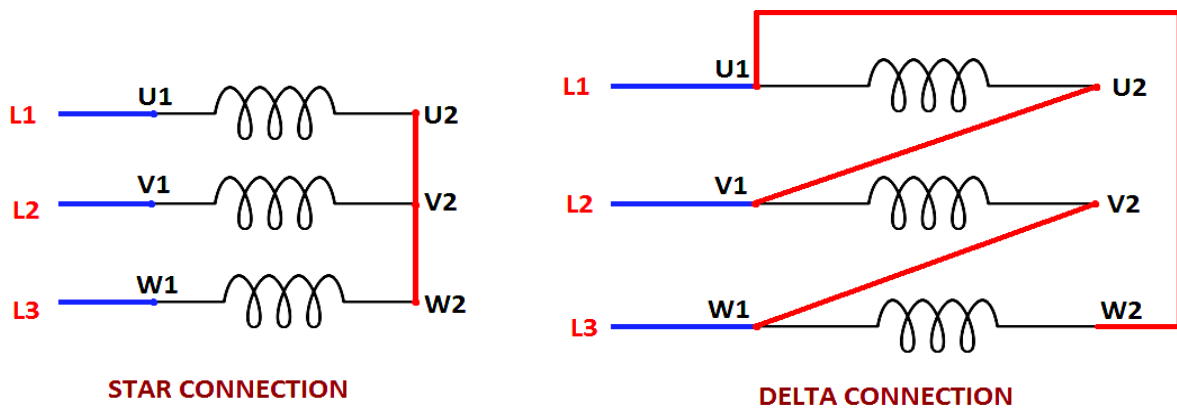 L1 U1 U2
L2 V1 V2
L3 W1 W2
STAR CONNECTION
L1 U1 U2
L2 V1 V2
L3 W1 W2
DELTA CONNECTION